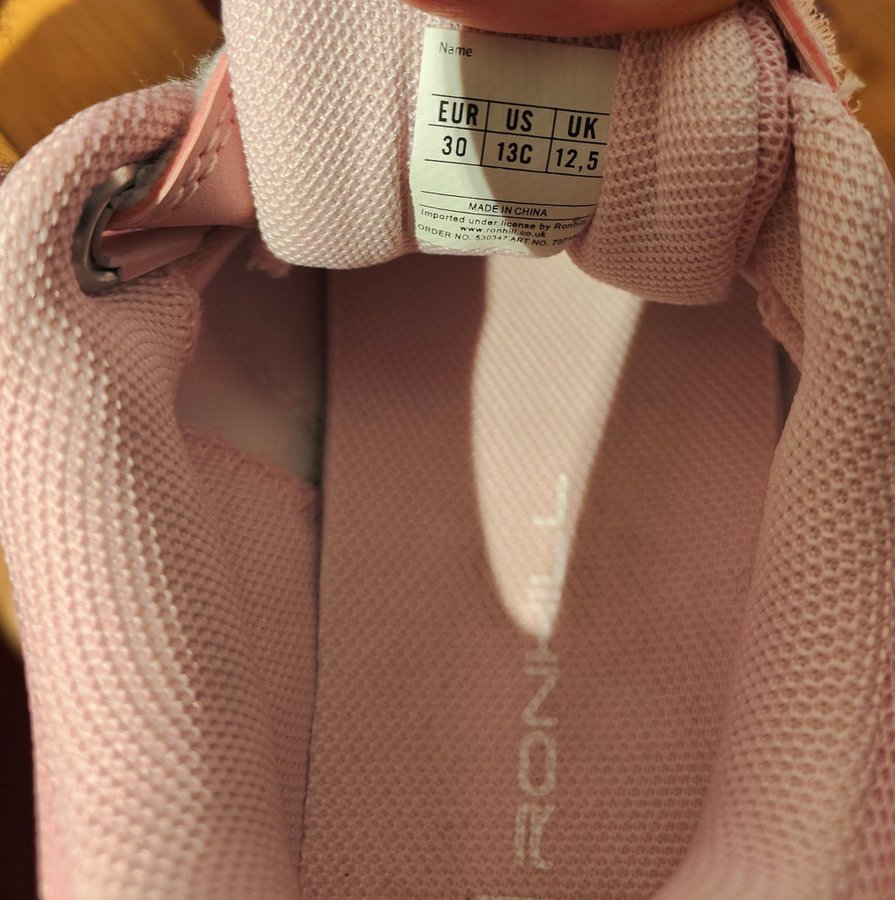 Name
EUR US UK
30 13C 12,5
MADE IN CHINA
Imported under license by Ronhill
www.ronhill.co.uk
ORDER NO. 530347 ART NO.
RONHILL